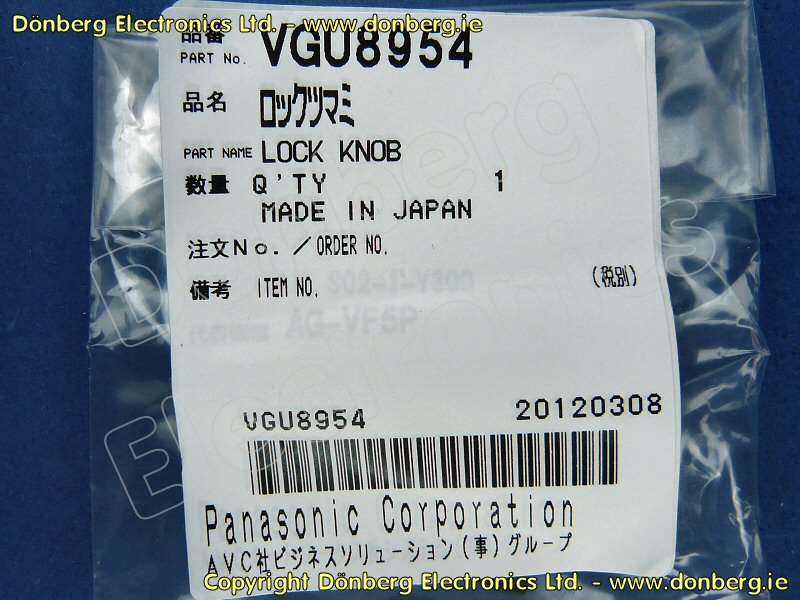 Dönberg Electronics Ltd. - www.donberg.ie
品番
PART No. VGU8954
品名 ロックツマミ
PART NAME LOCK KNOB
数量 Q'TY 1
MADE IN JAPAN
注文No./ORDER NO.
備考 ITEM NO. (税別)
AG-VF5P
VGU8954 20120308
Panasonic Corporation
AVC社ビジネスソリューション(事)グループ
Dönberg
Electronics
© Copyright Dönberg Electronics Ltd. - www.donberg.ie